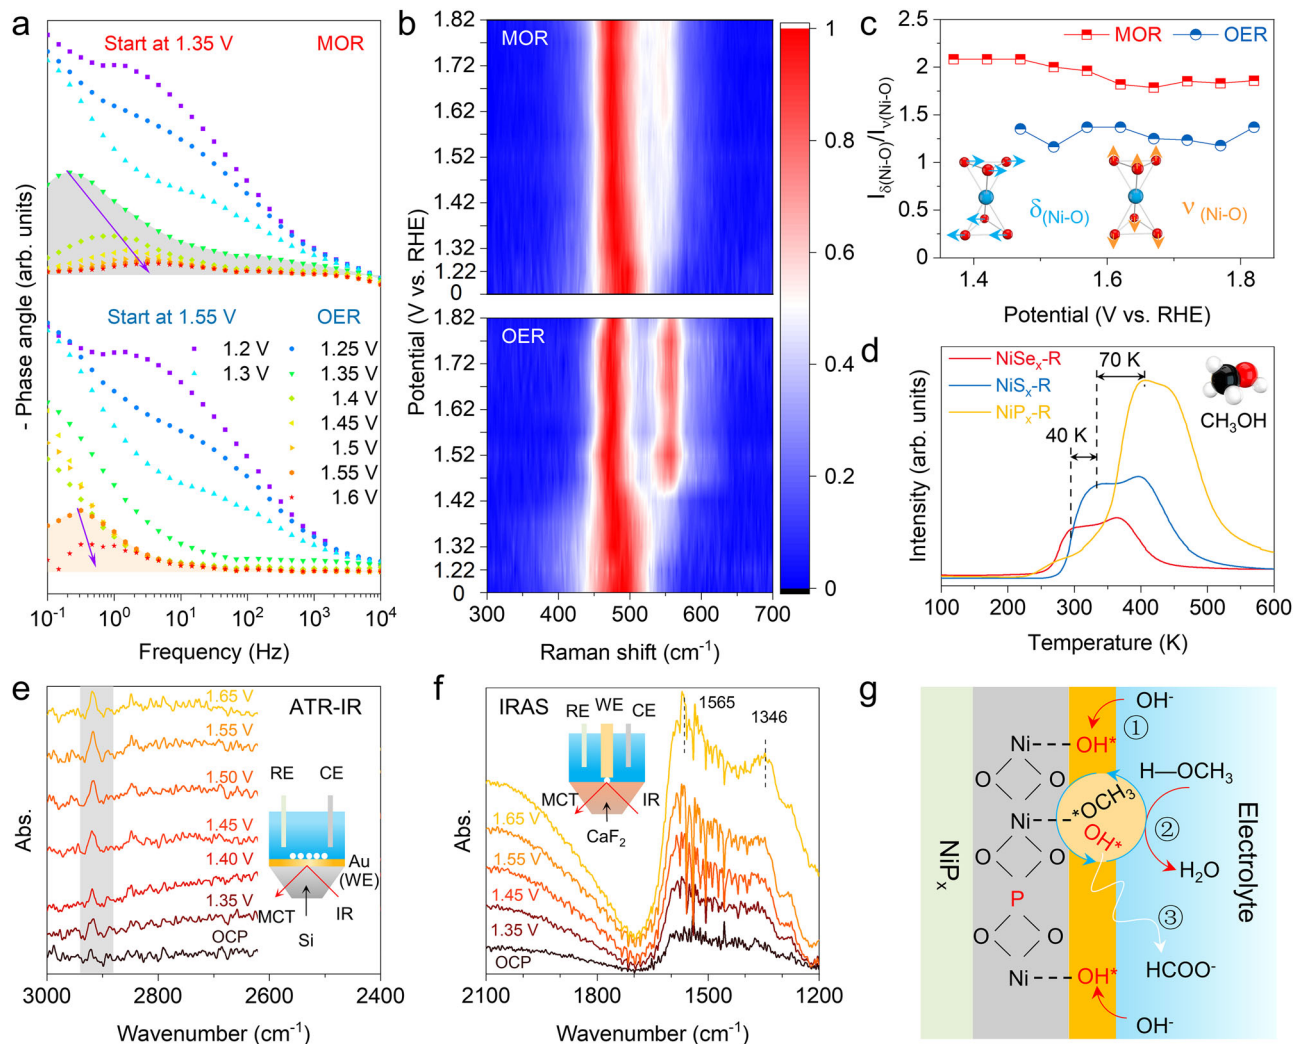 a
Start at 1.35 V
MOR
Start at 1.55 V
OER
1.2 V
1.25 V
1.3 V
1.35 V
1.4 V
1.45 V
1.5 V
1.55 V
1.6 V
- Phase angle (arb. units)
10⁻¹ 10⁰ 10¹ 10² 10³ 10⁴
Frequency (Hz)
b
MOR
1.82
1.72
1.62
1.52
1.42
1.32
1.22
0
OER
1.82
1.72
1.62
1.52
1.42
1.32
1.22
0
Potential (V vs. RHE)
300 400 500 600 700
Raman shift (cm⁻¹)
1
0.8
0.6
0.4
0.2
0
c
MOR OER
2.5
2
1.5
1
0.5
0
I_δ(Ni-O)/I_ν(Ni-O)
δ(Ni-O)
ν(Ni-O)
1.4 1.6 1.8
Potential (V vs. RHE)
d
NiSeₓ-R
NiSₓ-R
NiPₓ-R
70 K
40 K
CH₃OH
Intensity (arb. units)
100 200 300 400 500 600
Temperature (K)
e
ATR-IR
1.65 V
1.55 V
1.50 V
1.45 V
1.40 V
1.35 V
OCP
RE CE
Au
(WE)
MCT IR
Si
Abs.
3000 2800 2600 2400
Wavenumber (cm⁻¹)
f
IRAS
RE WE CE
MCT IR
CaF₂
1565
1346
1.65 V
1.55 V
1.45 V
1.35 V
OCP
Abs.
2100 1800 1500 1200
Wavenumber (cm⁻¹)
g
NiPₓ
Ni OH*
OH⁻
①
O O
H—OCH₃
Ni *OCH₃
OH*
②
H₂O
O O
P
③
O O
HCOO⁻
Ni OH*
OH⁻
Electrolyte